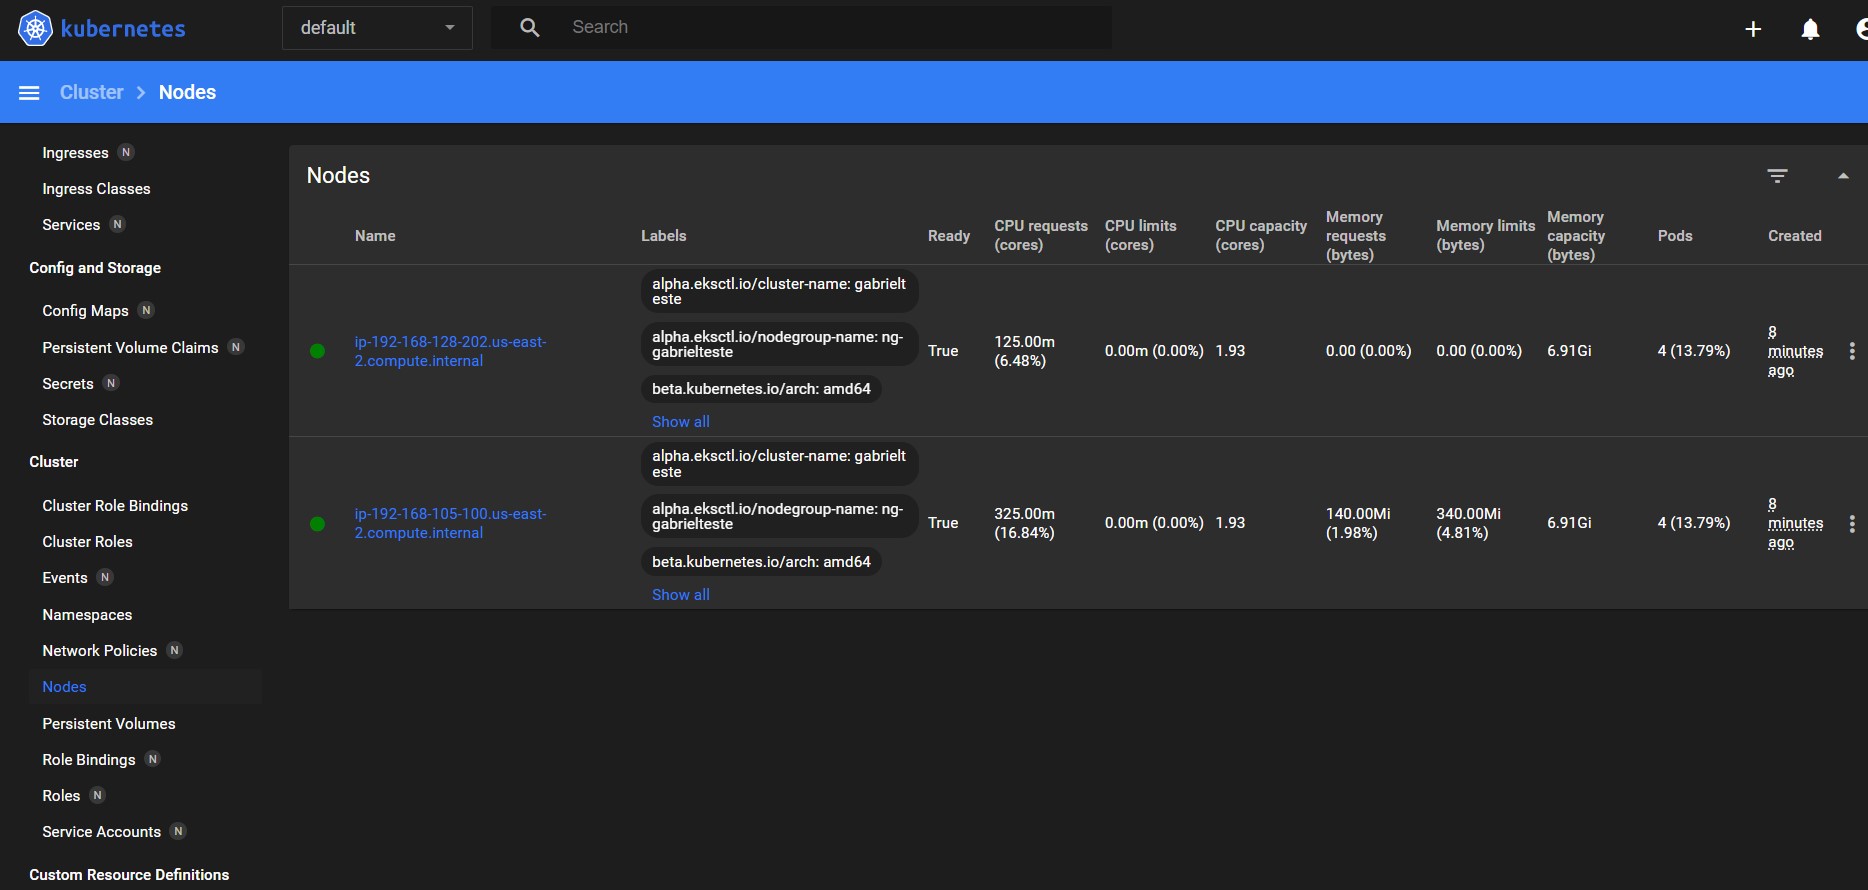 kubernetes
default
Search
Cluster > Nodes
Ingresses N
Ingress Classes
Services N
Config and Storage
Config Maps N
Persistent Volume Claims N
Secrets N
Storage Classes
Cluster
Cluster Role Bindings
Cluster Roles
Events N
Namespaces
Network Policies N
Nodes
Persistent Volumes
Role Bindings N
Roles N
Service Accounts N
Custom Resource Definitions
Nodes
Name
Labels
Ready
CPU requests
(cores)
CPU limits
(cores)
CPU capacity
(cores)
Memory
requests
(bytes)
Memory limits
(bytes)
Memory
capacity
(bytes)
Pods
Created
ip-192-168-128-202.us-east-
2.compute.internal
alpha.eksctl.io/cluster-name: gabrielt
este
alpha.eksctl.io/nodegroup-name: ng-
gabrielteste
beta.kubernetes.io/arch: amd64
Show all
True
125.00m
(6.48%)
0.00m (0.00%)
1.93
0.00 (0.00%)
0.00 (0.00%)
6.91Gi
4 (13.79%)
8
minutes
ago
ip-192-168-105-100.us-east-
2.compute.internal
alpha.eksctl.io/cluster-name: gabrielt
este
alpha.eksctl.io/nodegroup-name: ng-
gabrielteste
beta.kubernetes.io/arch: amd64
Show all
True
325.00m
(16.84%)
0.00m (0.00%)
1.93
140.00Mi
(1.98%)
340.00Mi
(4.81%)
6.91Gi
4 (13.79%)
8
minutes
ago